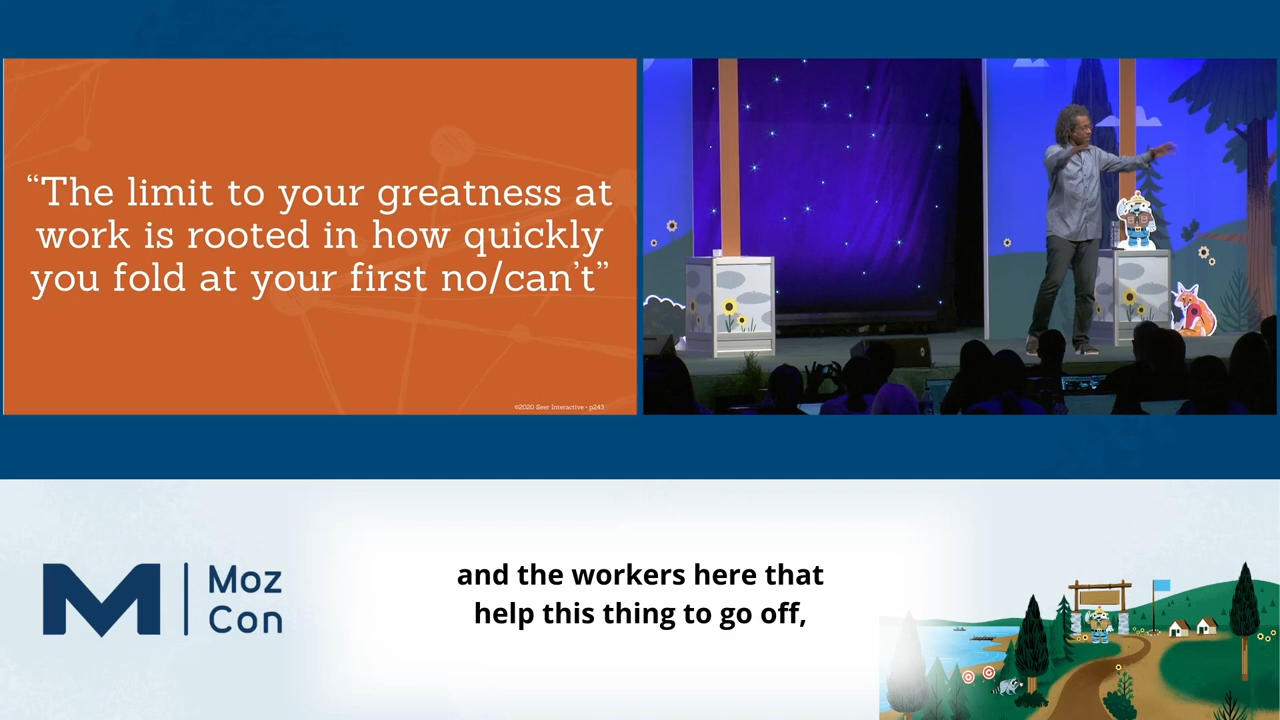 “The limit to your greatness at
work is rooted in how quickly
you fold at your first no/can’t”
©2020 Seer Interactive • p243
Moz
Con
and the workers here that
help this thing to go off,